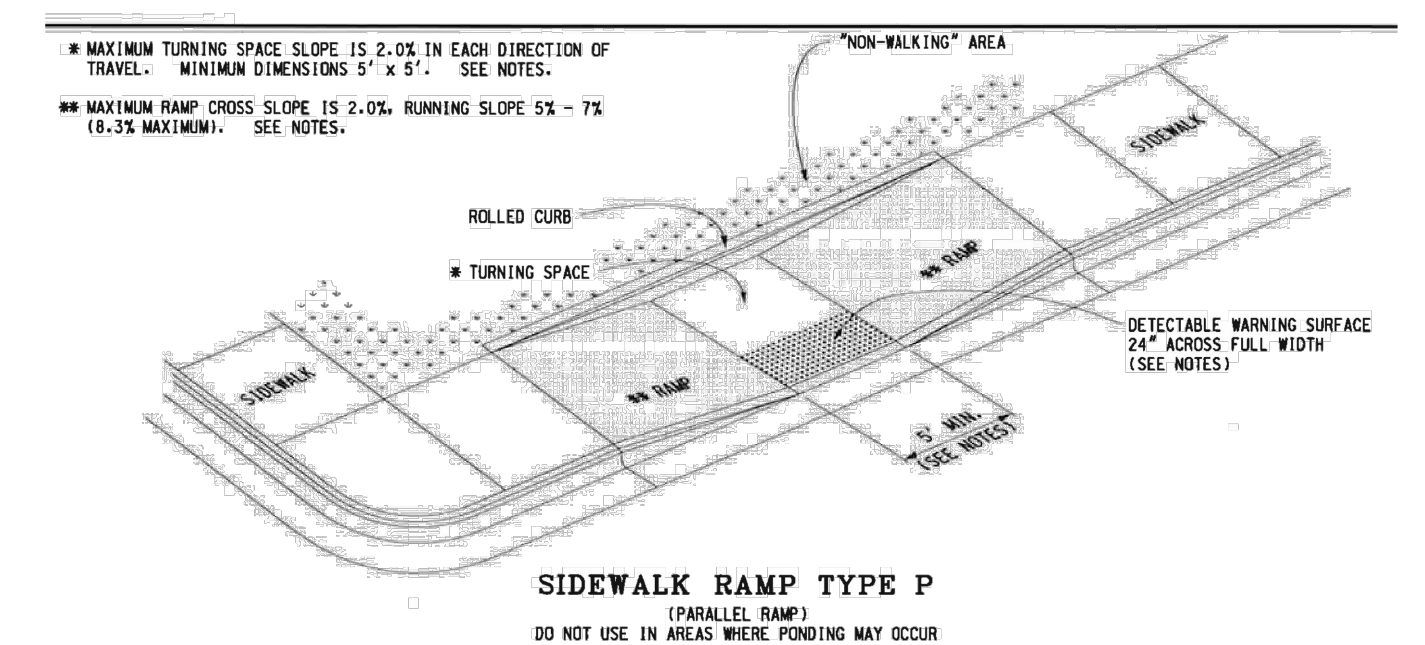 * MAXIMUM TURNING SPACE SLOPE IS 2.0% IN EACH DIRECTION OF
TRAVEL. MINIMUM DIMENSIONS 5' x 5'. SEE NOTES.
** MAXIMUM RAMP CROSS SLOPE IS 2.0%, RUNNING SLOPE 5% - 7%
(8.3% MAXIMUM). SEE NOTES.
"NON-WALKING" AREA
SIDEWALK
ROLLED CURB
** RAMP
* TURNING SPACE
DETECTABLE WARNING SURFACE
24" ACROSS FULL WIDTH
(SEE NOTES)
SIDEWALK
** RAMP
5' MIN.
(SEE NOTES)
SIDEWALK RAMP TYPE P
(PARALLEL RAMP)
DO NOT USE IN AREAS WHERE PONDING MAY OCCUR